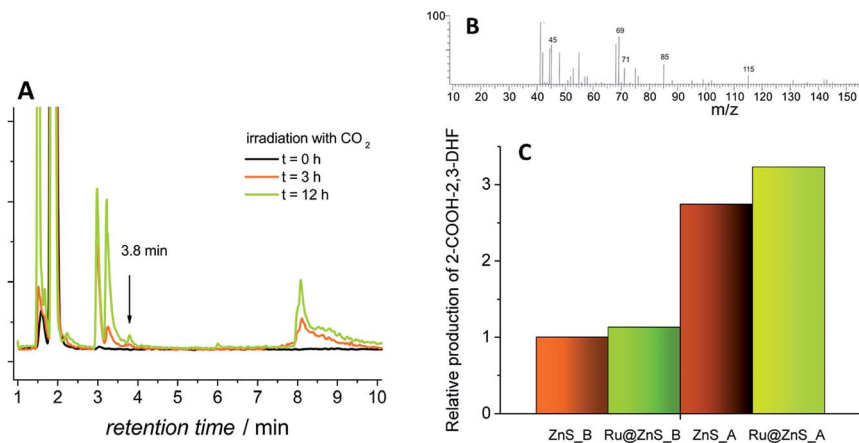 A
irradiation with CO2
t = 0 h
t = 3 h
t = 12 h
3.8 min
1 2 3 4 5 6 7 8 9 10
retention time / min
B
100
45
69
71
85
115
10 20 30 40 50 60 70 80 90 100 110 120 130 140 150
m/z
C
Relative production of 2-COOH-2,3-DHF
3
2
1
0
ZnS_B Ru@ZnS_B ZnS_A Ru@ZnS_A